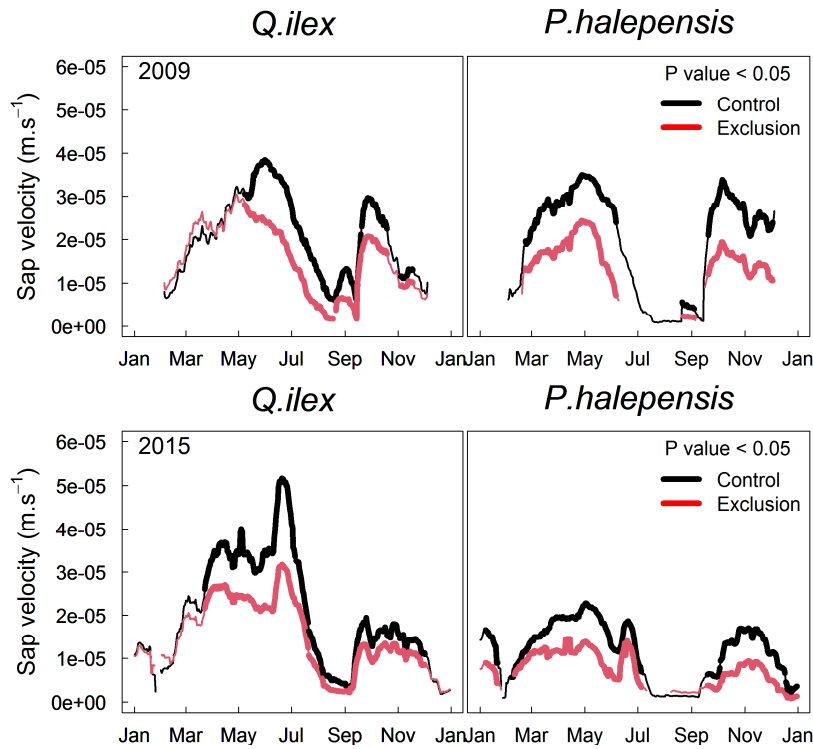 Q.ilex P.halepensis
2009
P value < 0.05
Control
Exclusion
Sap velocity (m.s⁻¹)
6e-05
5e-05
4e-05
3e-05
2e-05
1e-05
0e+00
Jan Mar May Jul Sep Nov Jan Jan Mar May Jul Sep Nov Jan
Q.ilex P.halepensis
2015
P value < 0.05
Control
Exclusion
Sap velocity (m.s⁻¹)
6e-05
5e-05
4e-05
3e-05
2e-05
1e-05
0e+00
Jan Mar May Jul Sep Nov Jan Jan Mar May Jul Sep Nov Jan